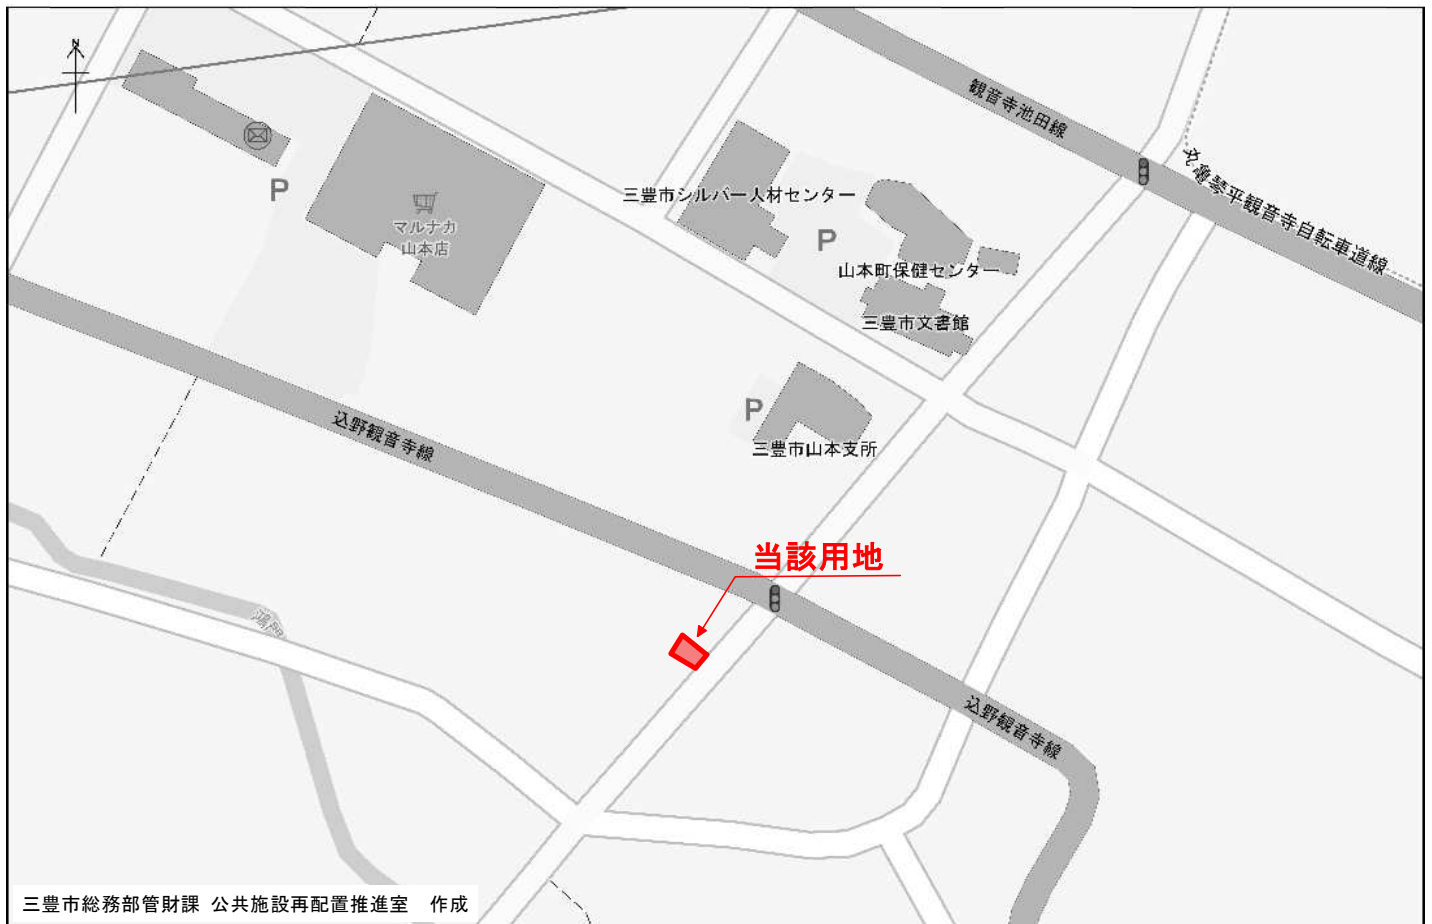 N
観音寺池田線
丸亀琴平観音寺自転車道線
P
三豊市シルバー人材センター
マルナカ
山本店
P
山本町保健センター
三豊市文書館
P
三豊市山本支所
込野観音寺線
当該用地
込野観音寺線
三豊市総務部管財課 公共施設再配置推進室 作成